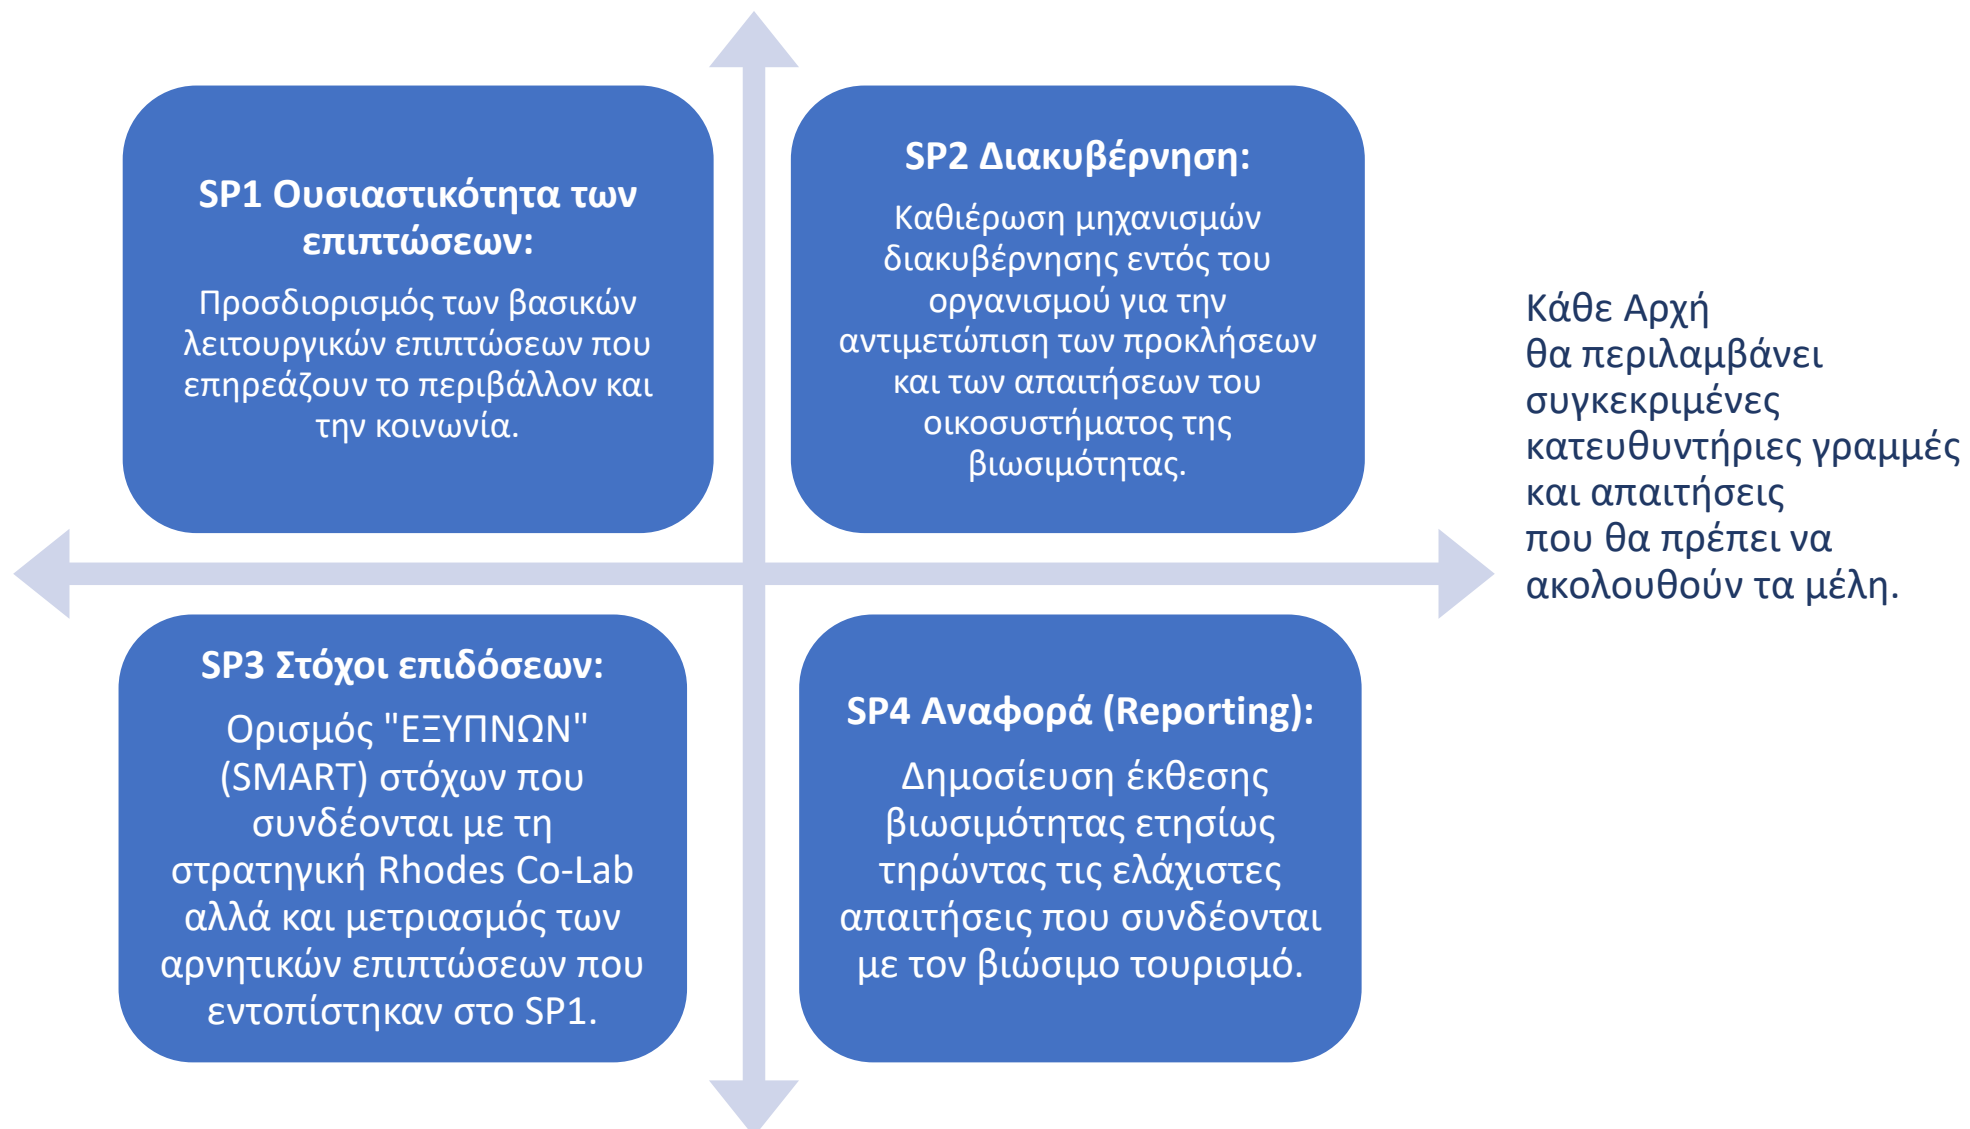 SP1 Ουσιαστικότητα των
επιπτώσεων:
Προσδιορισμός των βασικών
λειτουργικών επιπτώσεων που
επηρεάζουν το περιβάλλον και
την κοινωνία.
SP2 Διακυβέρνηση:
Καθιέρωση μηχανισμών
διακυβέρνησης εντός του
οργανισμού για την
αντιμετώπιση των προκλήσεων
και των απαιτήσεων του
οικοσυστήματος της
βιωσιμότητας.
SP3 Στόχοι επιδόσεων:
Ορισμός "ΕΞΥΠΝΩΝ"
(SMART) στόχων που
συνδέονται με τη
στρατηγική Rhodes Co-Lab
αλλά και μετριασμός των
αρνητικών επιπτώσεων που
εντοπίστηκαν στο SP1.
SP4 Αναφορά (Reporting):
Δημοσίευση έκθεσης
βιωσιμότητας ετησίως
τηρώντας τις ελάχιστες
απαιτήσεις που συνδέονται
με τον βιώσιμο τουρισμό.
Κάθε Αρχή
θα περιλαμβάνει
συγκεκριμένες
κατευθυντήριες γραμμές
και απαιτήσεις
που θα πρέπει να
ακολουθούν τα μέλη.